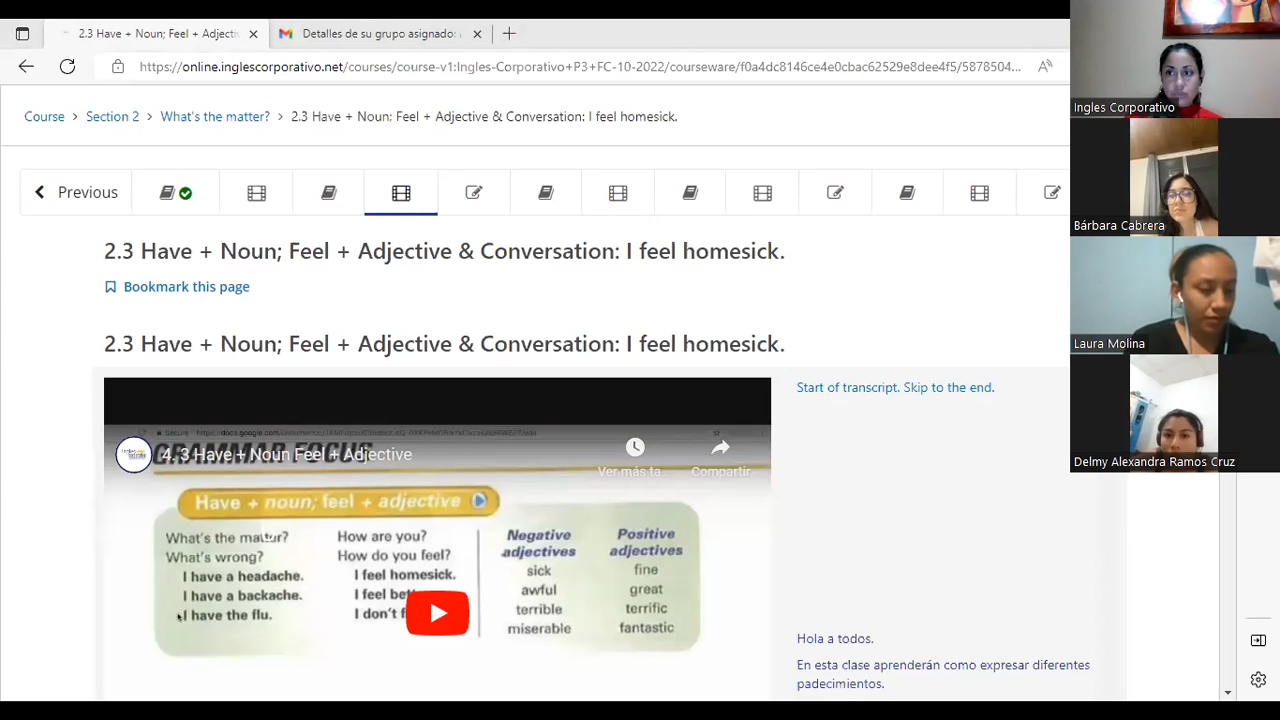 2.3 Have + Noun; Feel + Adjecti
Detalles de su grupo asignado:
https://online.inglescorporativo.net/courses/course-v1:Ingles-Corporativo+P3+FC-10-2022/courseware/f0a4dc8146ce4e0cbac62529e8dee4f5/5878504...
Course > Section 2 > What's the matter? > 2.3 Have + Noun; Feel + Adjective & Conversation: I feel homesick.
Previous
2.3 Have + Noun; Feel + Adjective & Conversation: I feel homesick.
Bookmark this page
2.3 Have + Noun; Feel + Adjective & Conversation: I feel homesick.
GRAMMAR FOCUS
4. 3 Have + Noun Feel + Adjective
Ver más ta...
Compartir
Have + noun; feel + adjective
What's the matter?
What's wrong?
I have a headache.
I have a backache.
I have the flu.
How are you?
How do you feel?
I feel homesick.
I feel bet
I don't f
Negative
adjectives
sick
awful
terrible
miserable
Positive
adjectives
fine
great
terrific
fantastic
Start of transcript. Skip to the end.
Hola a todos.
En esta clase aprenderán como expresar diferentes
padecimientos.
Ingles Corporativo
Bárbara Cabrera
Laura Molina
Delmy Alexandra Ramos Cruz